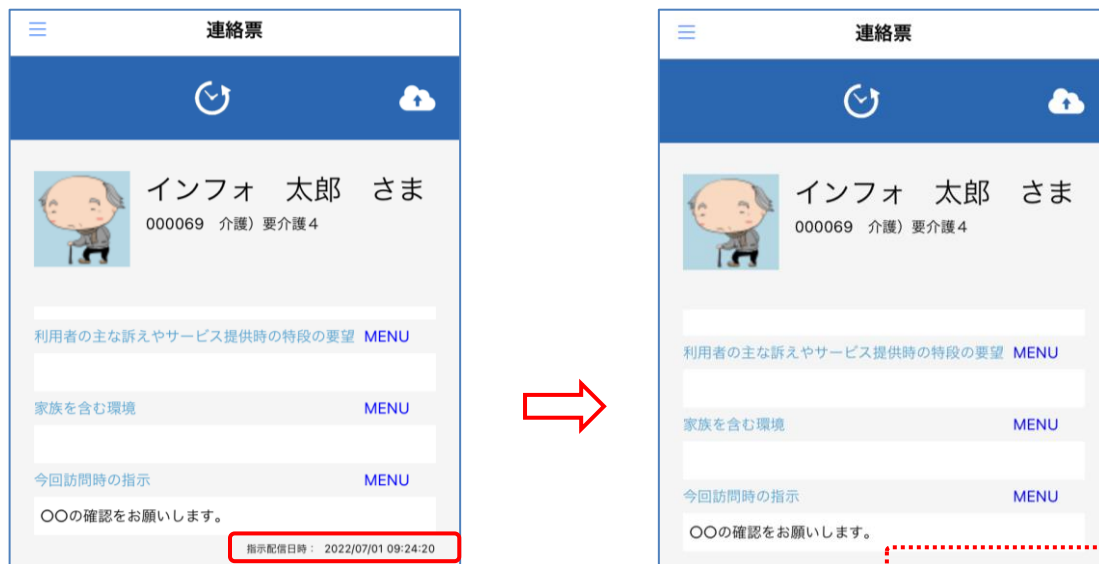 連絡票
インフォ　太郎　さま
000069　介護）要介護４
利用者の主な訴えやサービス提供時の特段の要望 MENU
家族を含む環境 MENU
今回訪問時の指示 MENU
〇〇の確認をお願いします。
指示配信日時： 2022/07/01 09:24:20
連絡票
インフォ　太郎　さま
000069　介護）要介護４
利用者の主な訴えやサービス提供時の特段の要望 MENU
家族を含む環境 MENU
今回訪問時の指示 MENU
〇〇の確認をお願いします。